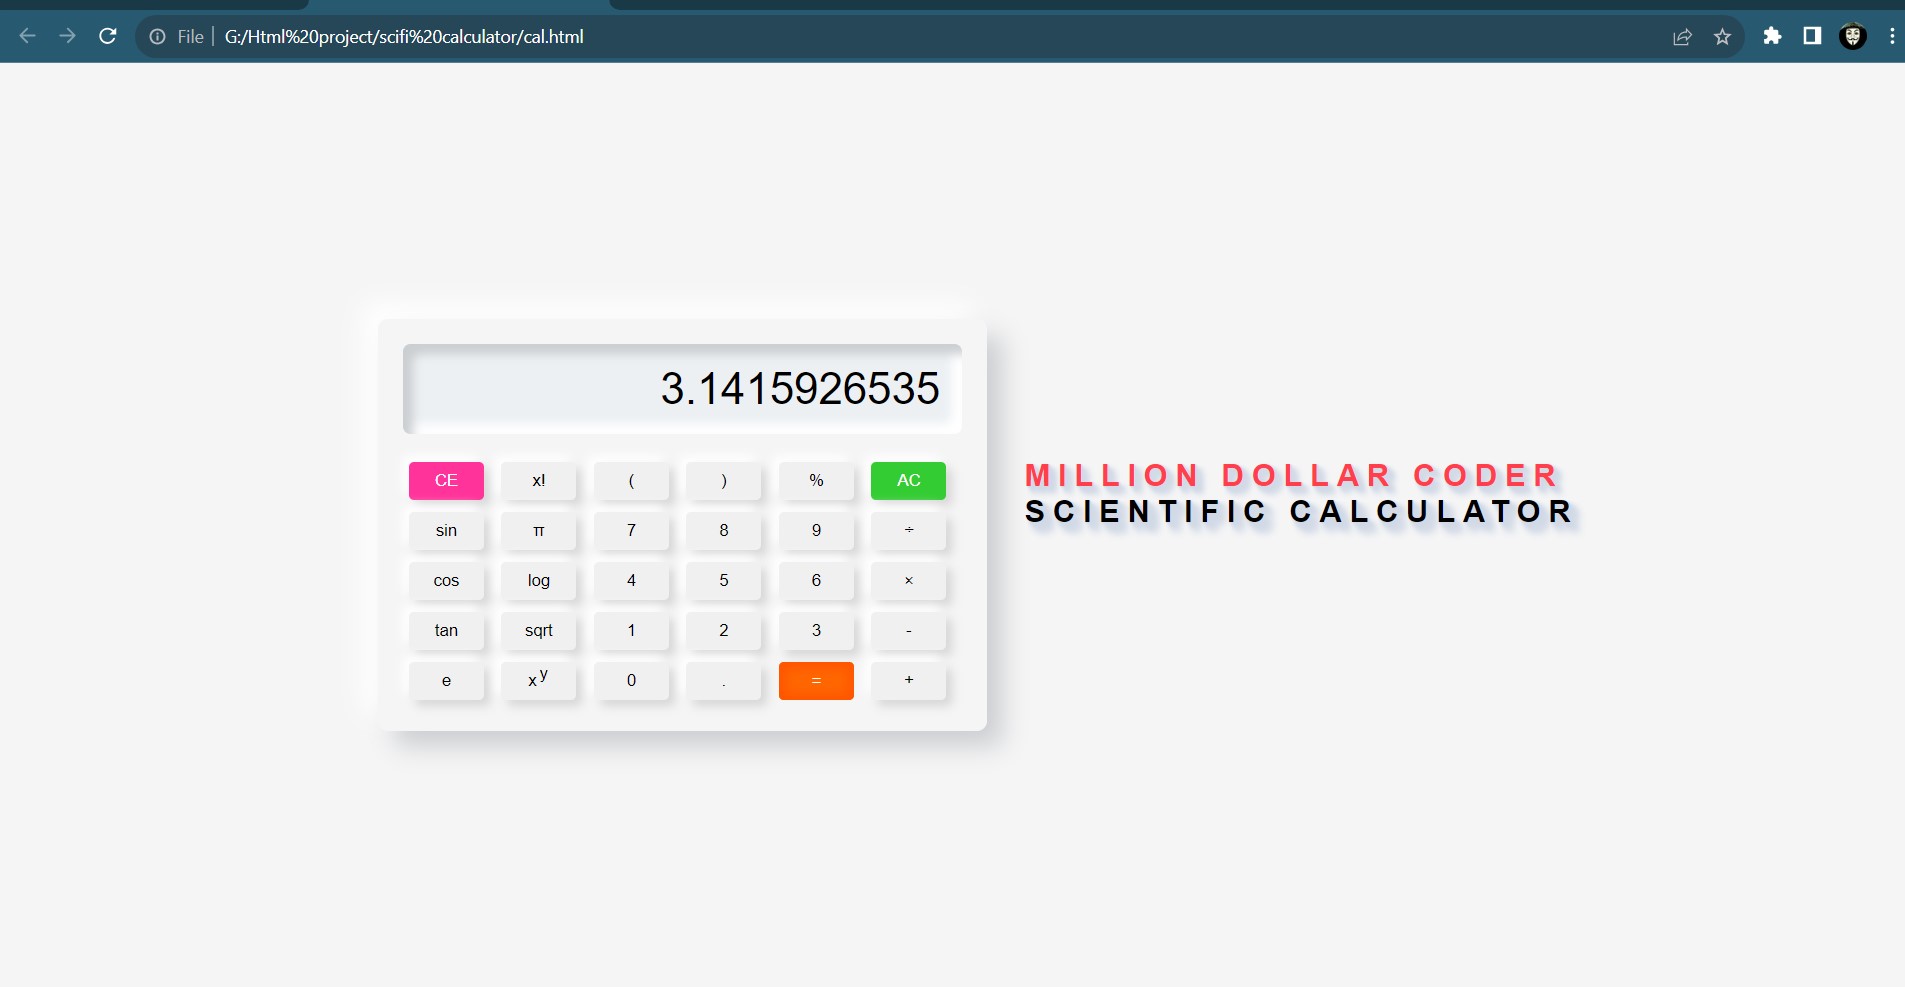 File | G:/Html%20project/scifi%20calculator/cal.html
3.1415926535
CE x! ( ) % AC
sin π 7 8 9 ÷
cos log 4 5 6 ×
tan sqrt 1 2 3 -
e x y 0 . = +
MILLION DOLLAR CODER
SCIENTIFIC CALCULATOR